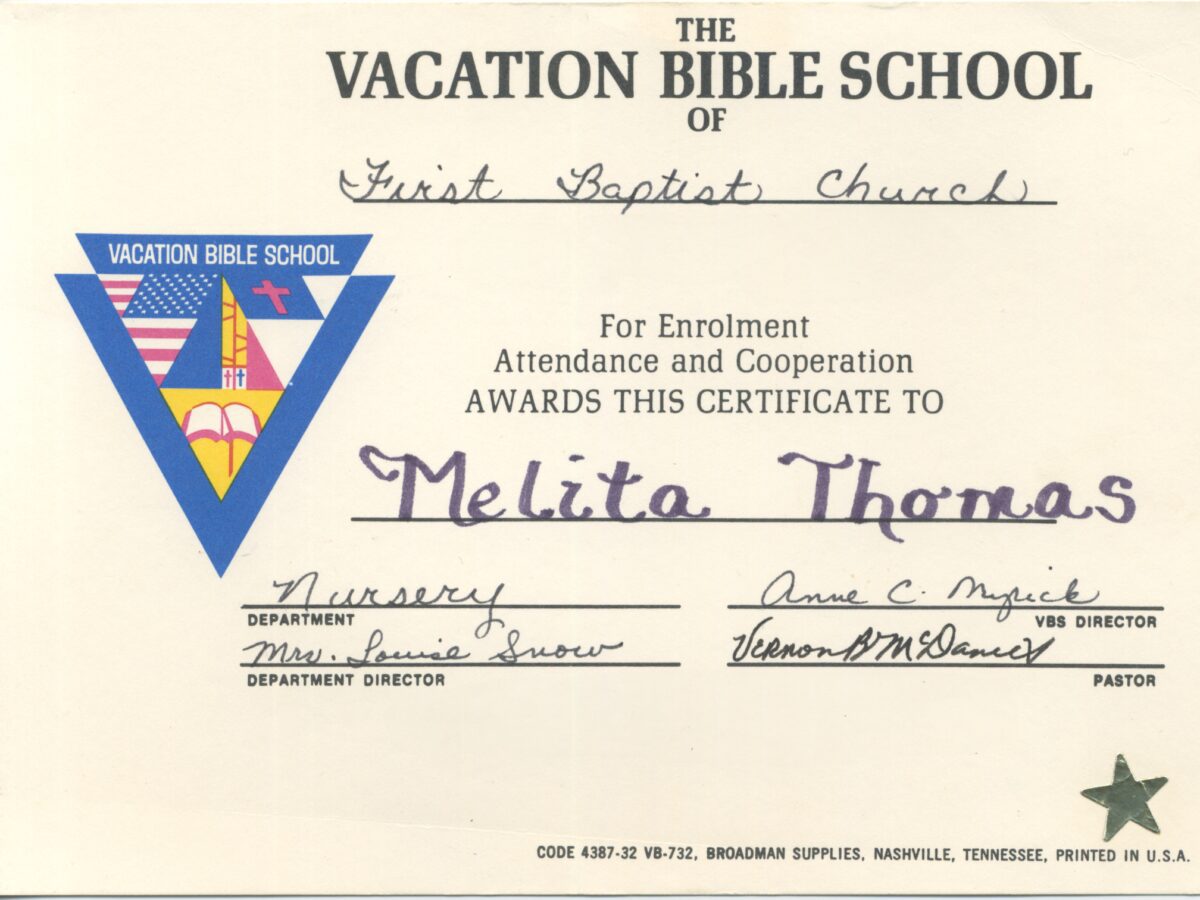 THE
VACATION BIBLE SCHOOL
OF
First Baptist Church
VACATION BIBLE SCHOOL
For Enrolment
Attendance and Cooperation
AWARDS THIS CERTIFICATE TO
Melita Thomas
Nursery
DEPARTMENT
Anne C. Myrick
VBS DIRECTOR
Mrs. Louise Snow
DEPARTMENT DIRECTOR
Vernon B McDaniel
PASTOR
CODE 4387-32 VB-732, BROADMAN SUPPLIES, NASHVILLE, TENNESSEE, PRINTED IN U.S.A.